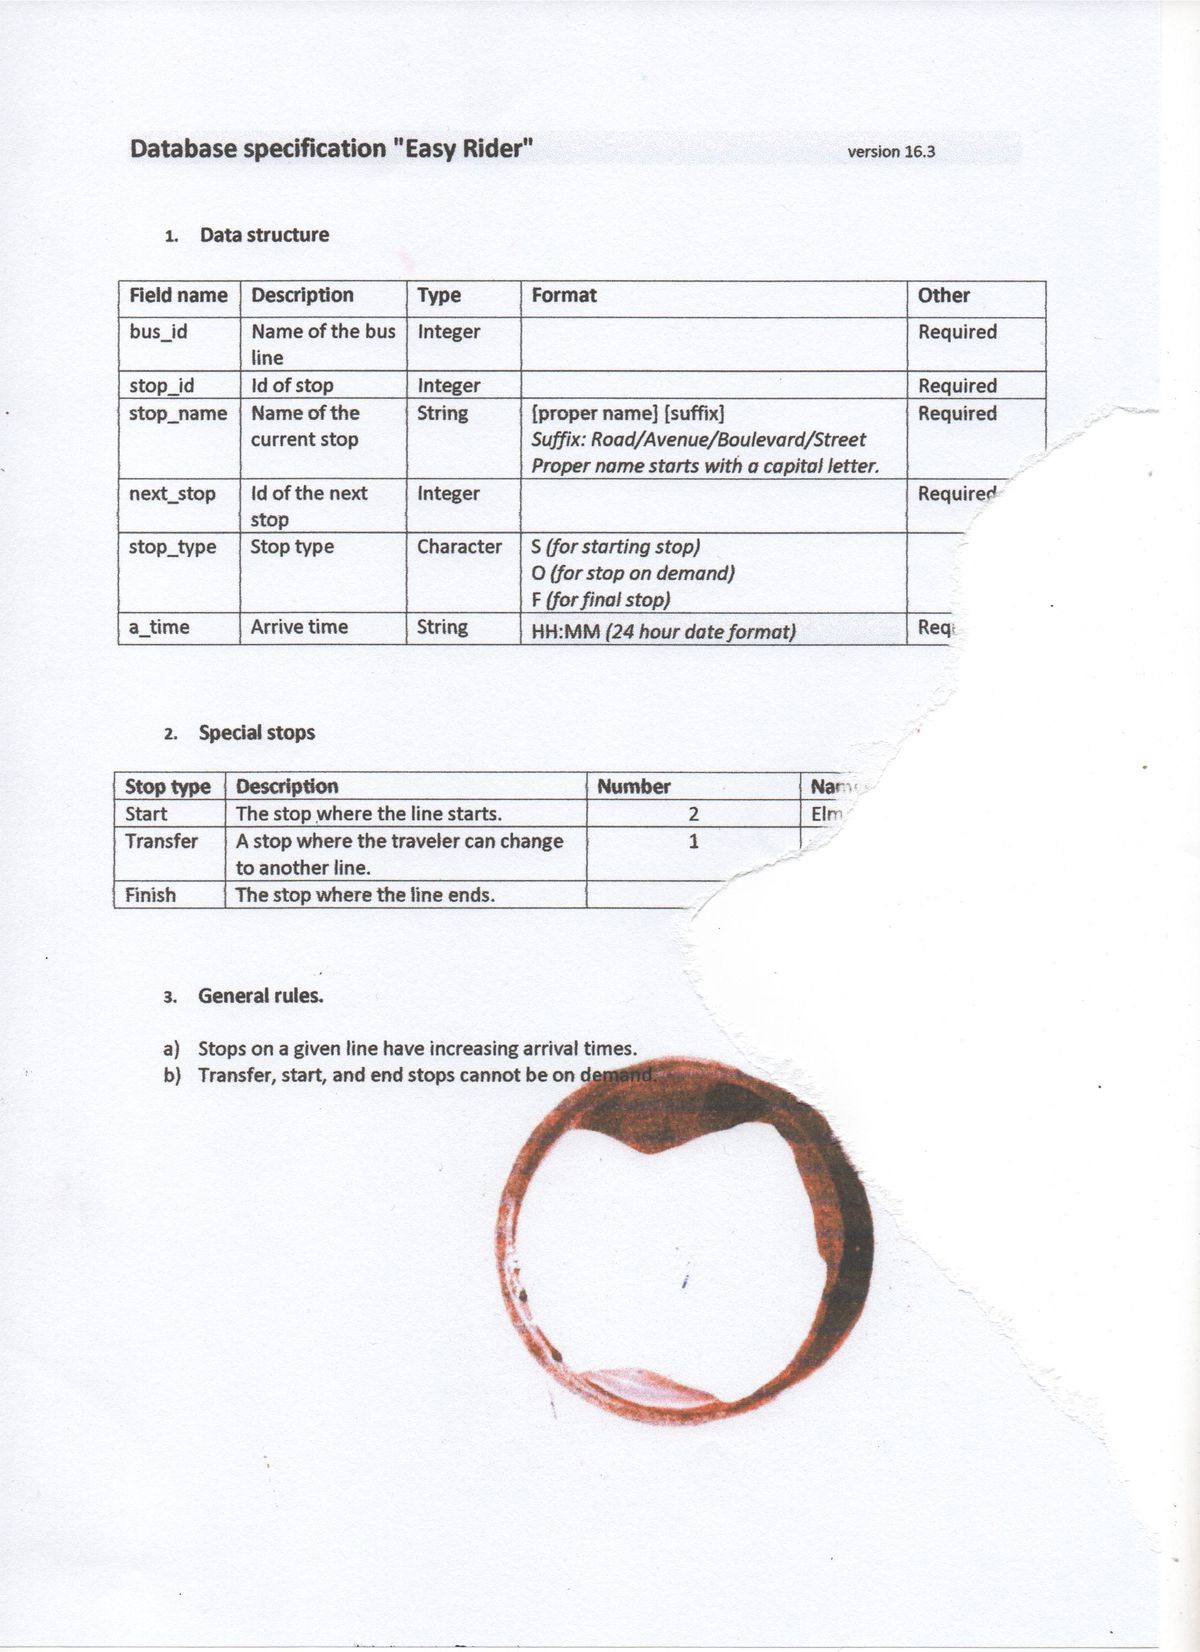 Database specification "Easy Rider" version 16.3
1. Data structure
Field name Description Type Format Other
bus_id Name of the bus Integer Required
line
stop_id Id of stop Integer Required
stop_name Name of the String [proper name] [suffix] Required
current stop Suffix: Road/Avenue/Boulevard/Street
Proper name starts with a capital letter.
next_stop Id of the next Integer Required
stop
stop_type Stop type Character S (for starting stop)
O (for stop on demand)
F (for final stop)
a_time Arrive time String HH:MM (24 hour date format)
2. Special stops
Stop type Description Number
Start The stop where the line starts. 2 Elm
Transfer A stop where the traveler can change 1
to another line.
Finish The stop where the line ends.
3. General rules.
a) Stops on a given line have increasing arrival times.
b) Transfer, start, and end stops cannot be on demand.